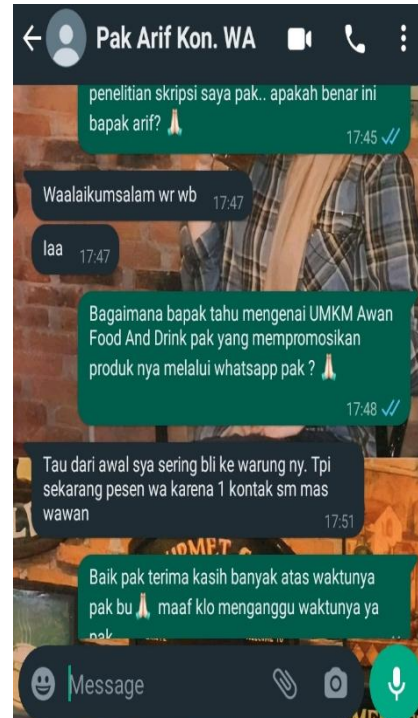 Pak Arif Kon. WA
penelitian skripsi saya pak.. apakah benar ini
bapak arif? 🙏🏻
17:45
Waalaikumsalam wr wb 17:47
Iaa 17:47
Bagaimana bapak tahu mengenai UMKM Awan
Food And Drink pak yang mempromosikan
produk nya melalui whatsapp pak ? 🙏🏻
17:48
Tau dari awal sya sering bli ke warung ny. Tpi
sekarang pesen wa karena 1 kontak sm mas
wawan
17:51
Baik pak terima kasih banyak atas waktunya
pak bu 🙏🏻 maaf klo menganggu waktunya ya
pak
Message